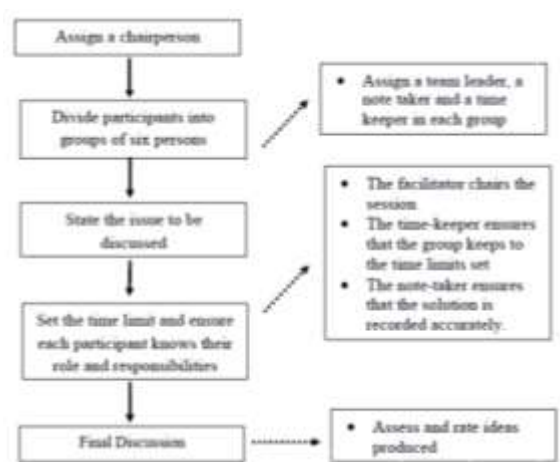 Assign a chairperson
Divide participants into
groups of six persons
• Assign a team leader, a
note taker and a time
keeper in each group
State the issue to be
discussed
• The facilitator chairs the
session
• The time-keeper ensures
that the group keeps to
the time limits set
• The note-taker ensures
that the solution is
recorded accurately.
Set the time limit and ensure
each participant knows their
role and responsibilities
Final Discussion
• Assess and rate ideas
produced